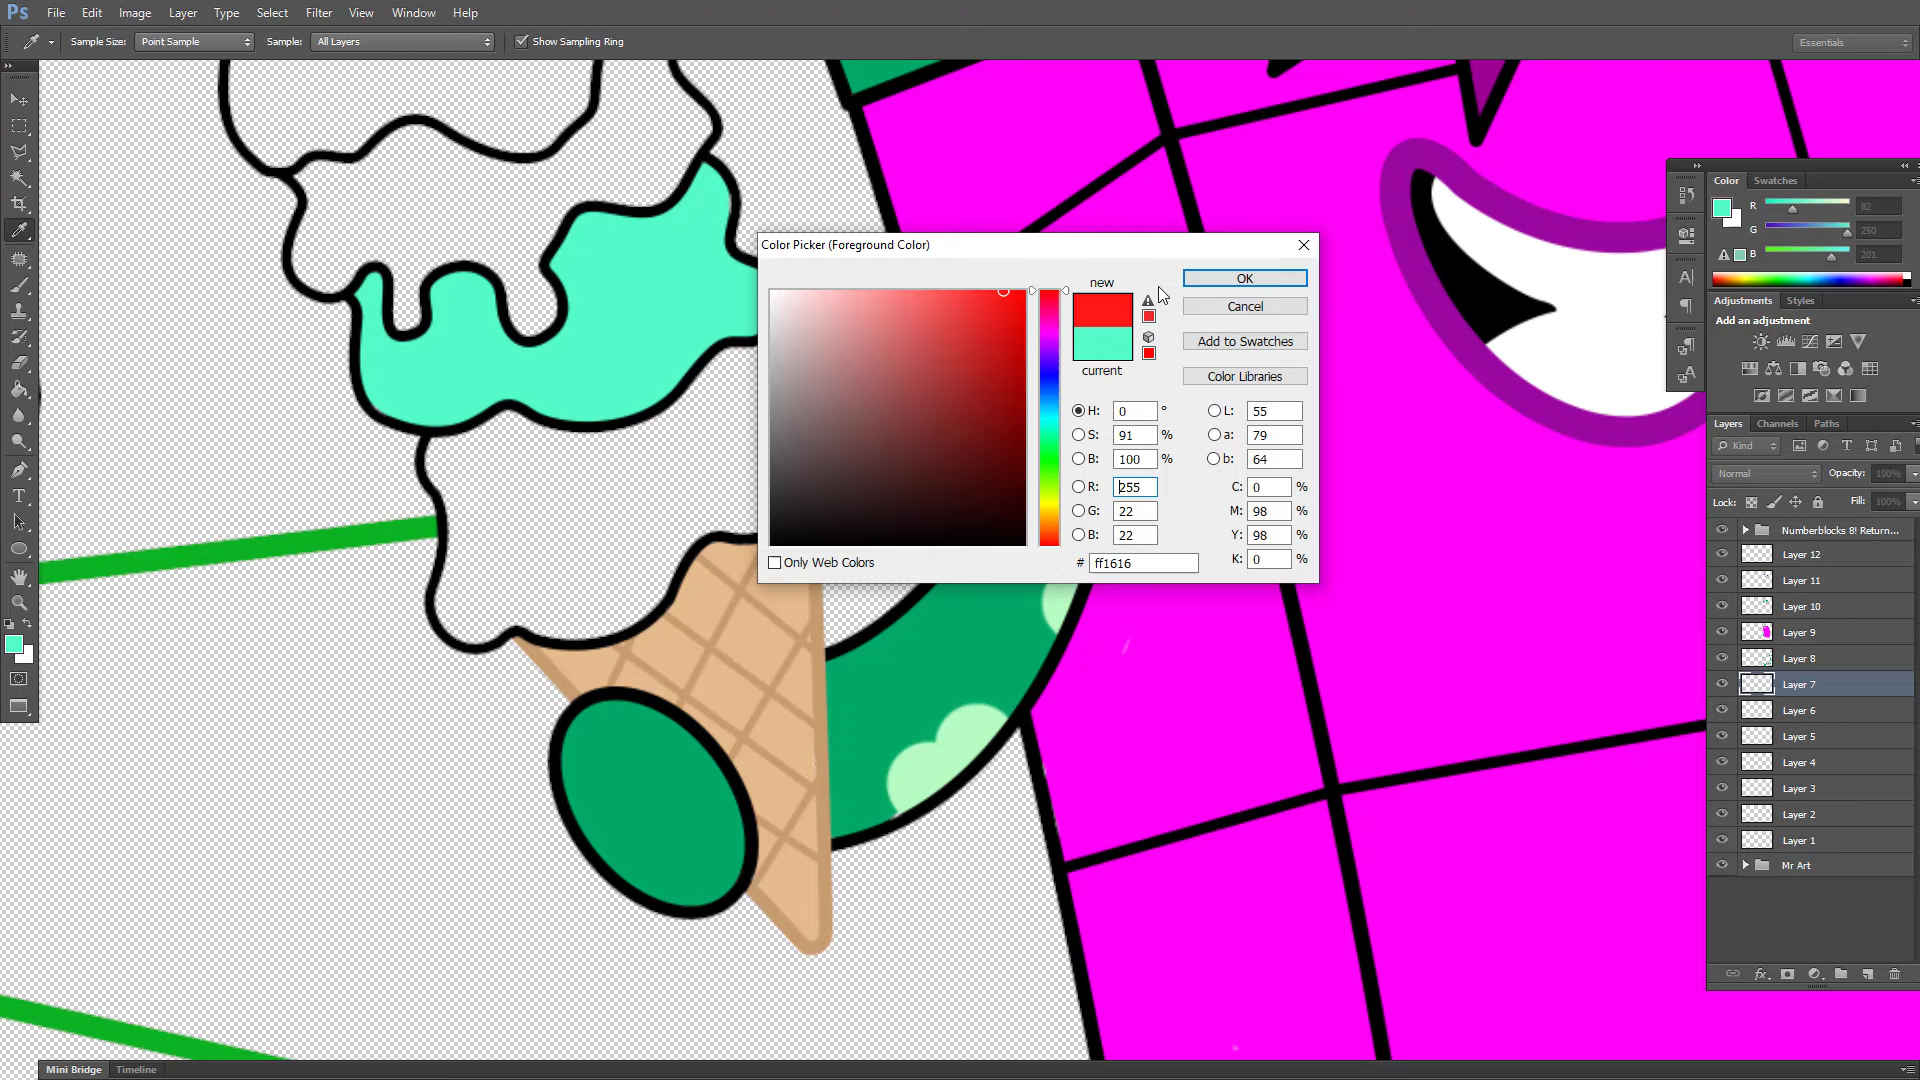 Ps File Edit Image Layer Type Select Filter View Window Help
Sample Size: Point Sample Sample: All Layers Show Sampling Ring Essentials
Color Swatches
R 82
G 250
B 201
Adjustments Styles
Add an adjustment
Layers Channels Paths
Kind T
Normal Opacity: 100%
Lock: Fill: 100%
Numberblocks 8! Return...
Layer 12
Layer 11
Layer 10
Layer 9
Layer 8
Layer 7
Layer 6
Layer 5
Layer 4
Layer 3
Layer 2
Layer 1
Mr Art
fx
Color Picker (Foreground Color)
new
current
OK
Cancel
Add to Swatches
Color Libraries
H: 0 ° L: 55
S: 91 % a: 79
B: 100 % b: 64
R: 255 C: 0 %
G: 22 M: 98 %
B: 22 Y: 98 %
# ff1616 K: 0 %
Only Web Colors
Mini Bridge Timeline